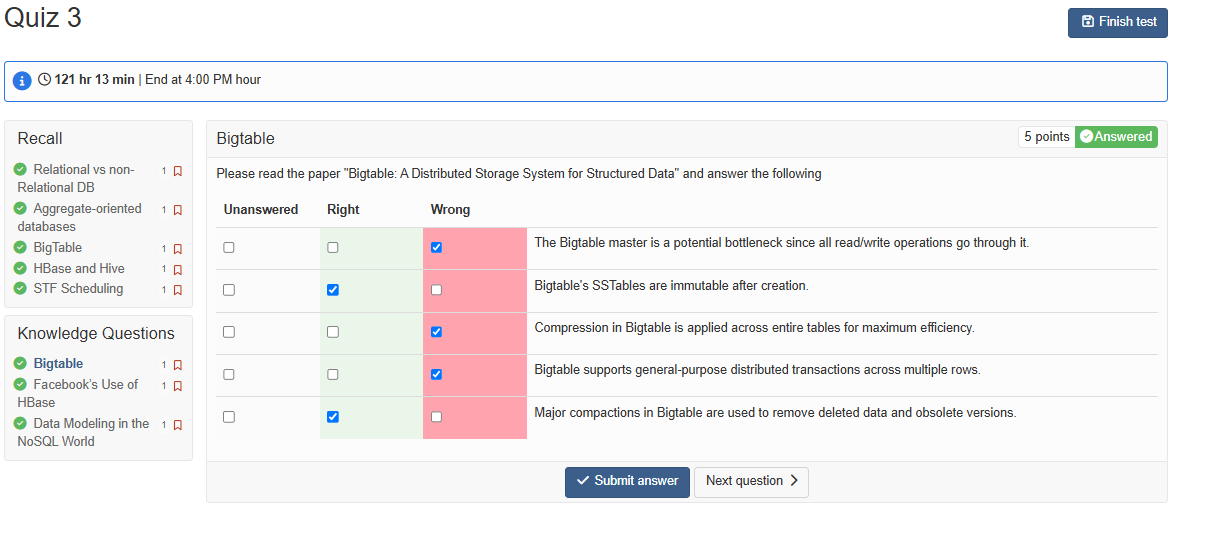 Quiz 3
Finish test
121 hr 13 min | End at 4:00 PM hour
Recall
Relational vs non-
Relational DB
1
Aggregate-oriented
databases
1
BigTable
1
HBase and Hive
1
STF Scheduling
1
Knowledge Questions
Bigtable
1
Facebook's Use of
HBase
1
Data Modeling in the
NoSQL World
1
Bigtable
5 points
Answered
Please read the paper "Bigtable: A Distributed Storage System for Structured Data" and answer the following
Unanswered Right Wrong
The Bigtable master is a potential bottleneck since all read/write operations go through it.
Bigtable's SSTables are immutable after creation.
Compression in Bigtable is applied across entire tables for maximum efficiency.
Bigtable supports general-purpose distributed transactions across multiple rows.
Major compactions in Bigtable are used to remove deleted data and obsolete versions.
Submit answer
Next question